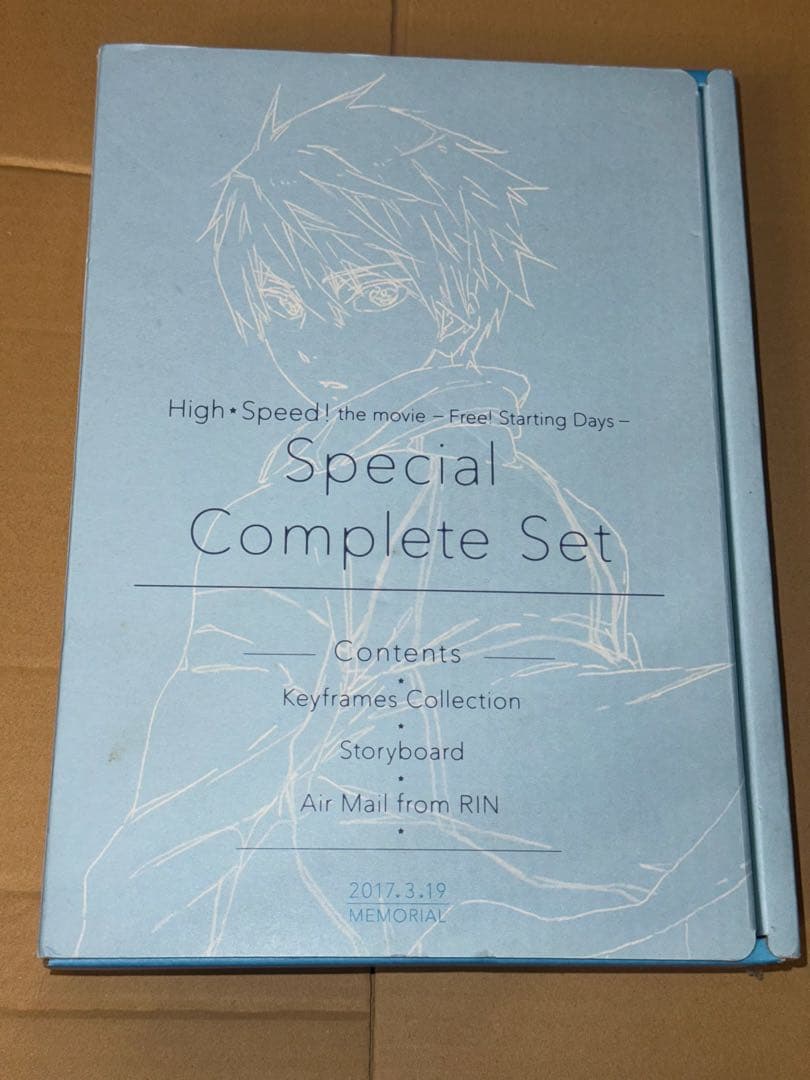 High★Speed! the movie – Free! Starting Days –
Special
Complete Set
Contents
★
Keyframes Collection
★
Storyboard
★
Air Mail from RIN
★
2017.3.19
MEMORIAL